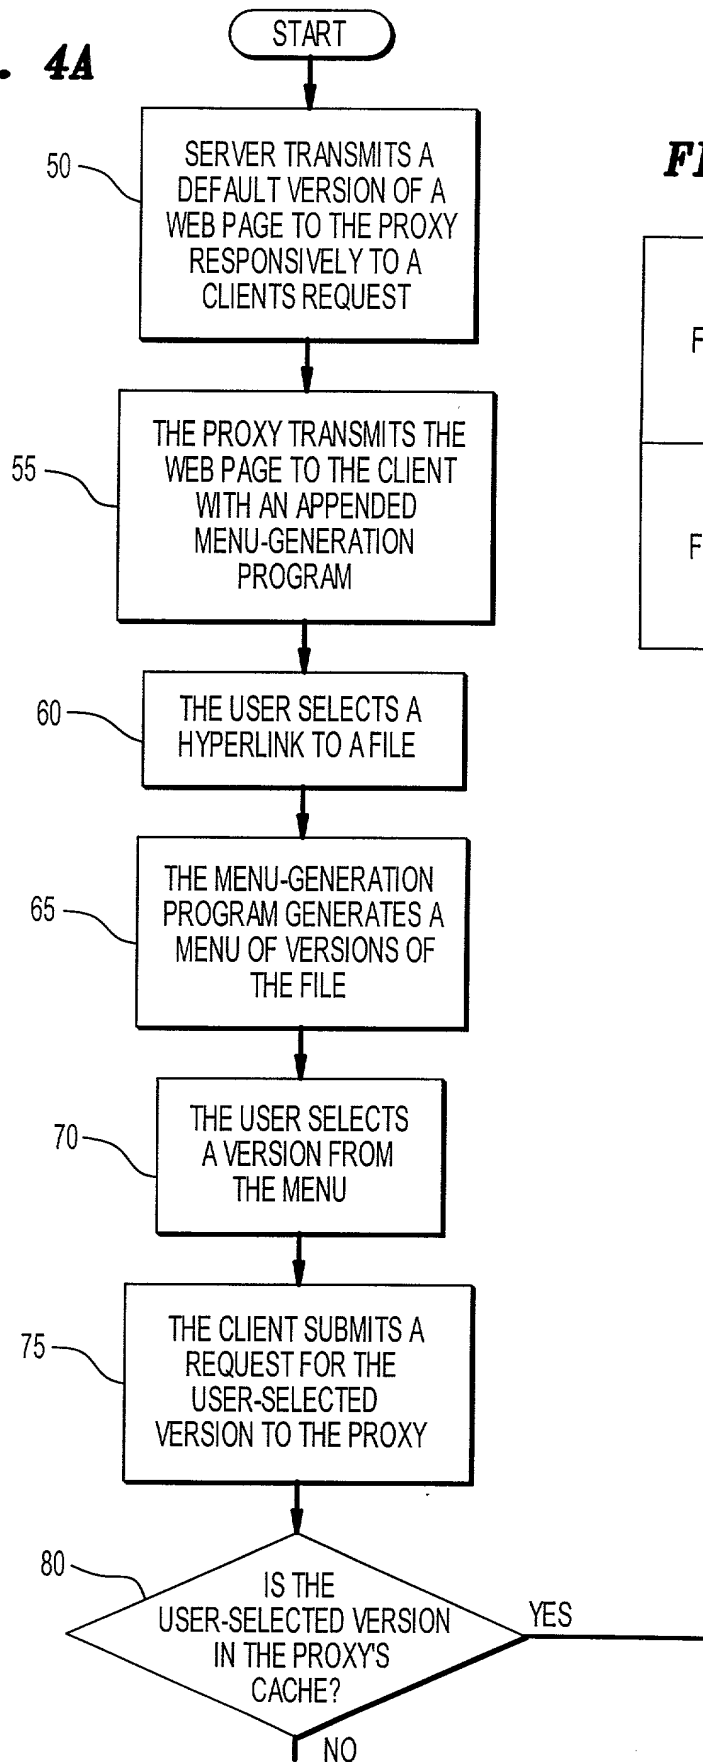 . 4A
START
50
SERVER TRANSMITS A
DEFAULT VERSION OF A
WEB PAGE TO THE PROXY
RESPONSIVELY TO A
CLIENTS REQUEST
55
THE PROXY TRANSMITS THE
WEB PAGE TO THE CLIENT
WITH AN APPENDED
MENU-GENERATION
PROGRAM
60
THE USER SELECTS A
HYPERLINK TO A FILE
65
THE MENU-GENERATION
PROGRAM GENERATES A
MENU OF VERSIONS OF
THE FILE
70
THE USER SELECTS
A VERSION FROM
THE MENU
75
THE CLIENT SUBMITS A
REQUEST FOR THE
USER-SELECTED
VERSION TO THE PROXY
80
IS THE
USER-SELECTED VERSION
IN THE PROXY'S
CACHE?
YES
NO